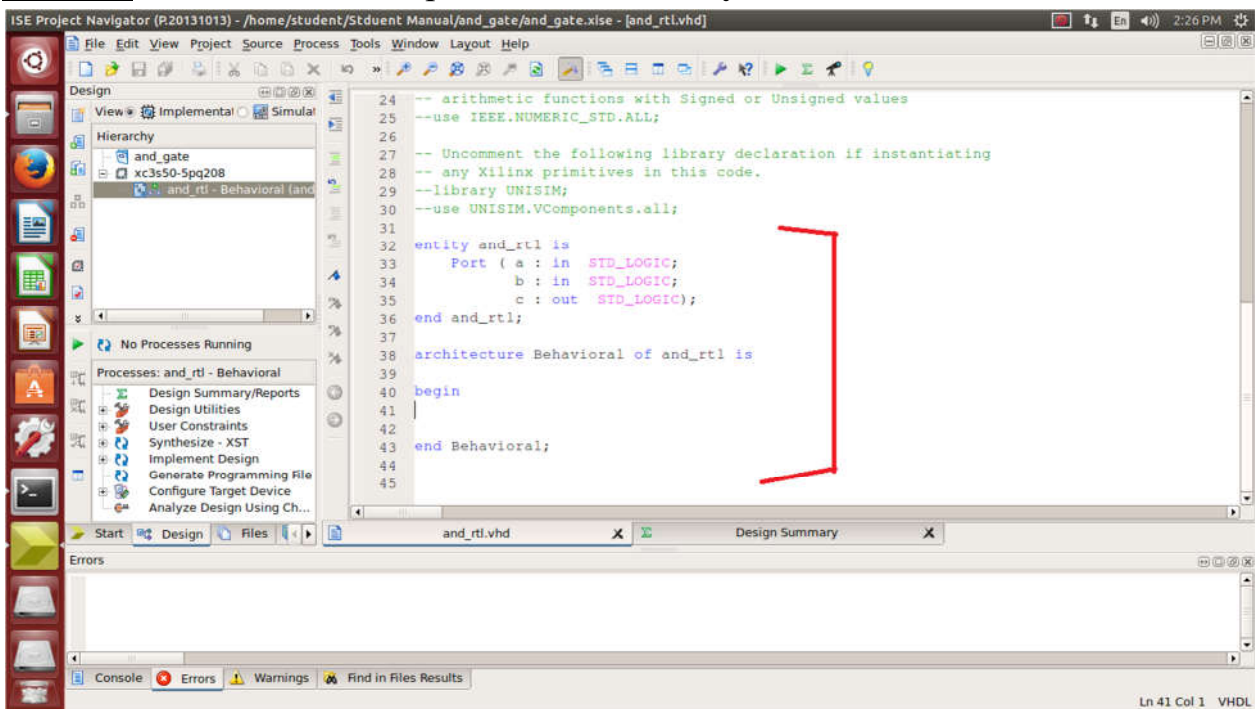 ISE Project Navigator (P.20131013) - /home/student/Stduent Manual/and_gate/and_gate.xise - [and_rtl.vhd]
En 2:26 PM
File Edit View Project Source Process Tools Window Layout Help
Design
View Implementat Simulat
Hierarchy
and_gate
xc3s50-5pq208
and_rtl - Behavioral (and
No Processes Running
Processes: and_rtl - Behavioral
Design Summary/Reports
Design Utilities
User Constraints
Synthesize - XST
Implement Design
Generate Programming File
Configure Target Device
Analyze Design Using Ch...
Start Design Files
24 -- arithmetic functions with Signed or Unsigned values
25 --use IEEE.NUMERIC_STD.ALL;
26
27 -- Uncomment the following library declaration if instantiating
28 -- any Xilinx primitives in this code.
29 --library UNISIM;
30 --use UNISIM.VComponents.all;
31
32 entity and_rtl is
33 Port ( a : in STD_LOGIC;
34 b : in STD_LOGIC;
35 c : out STD_LOGIC);
36 end and_rtl;
37
38 architecture Behavioral of and_rtl is
39
40 begin
41
42
43 end Behavioral;
44
45
and_rtl.vhd X Design Summary X
Errors
Console Errors Warnings Find in Files Results
Ln 41 Col 1 VHDL